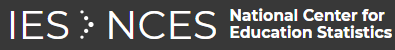 IES NCES National Center for
Education Statistics